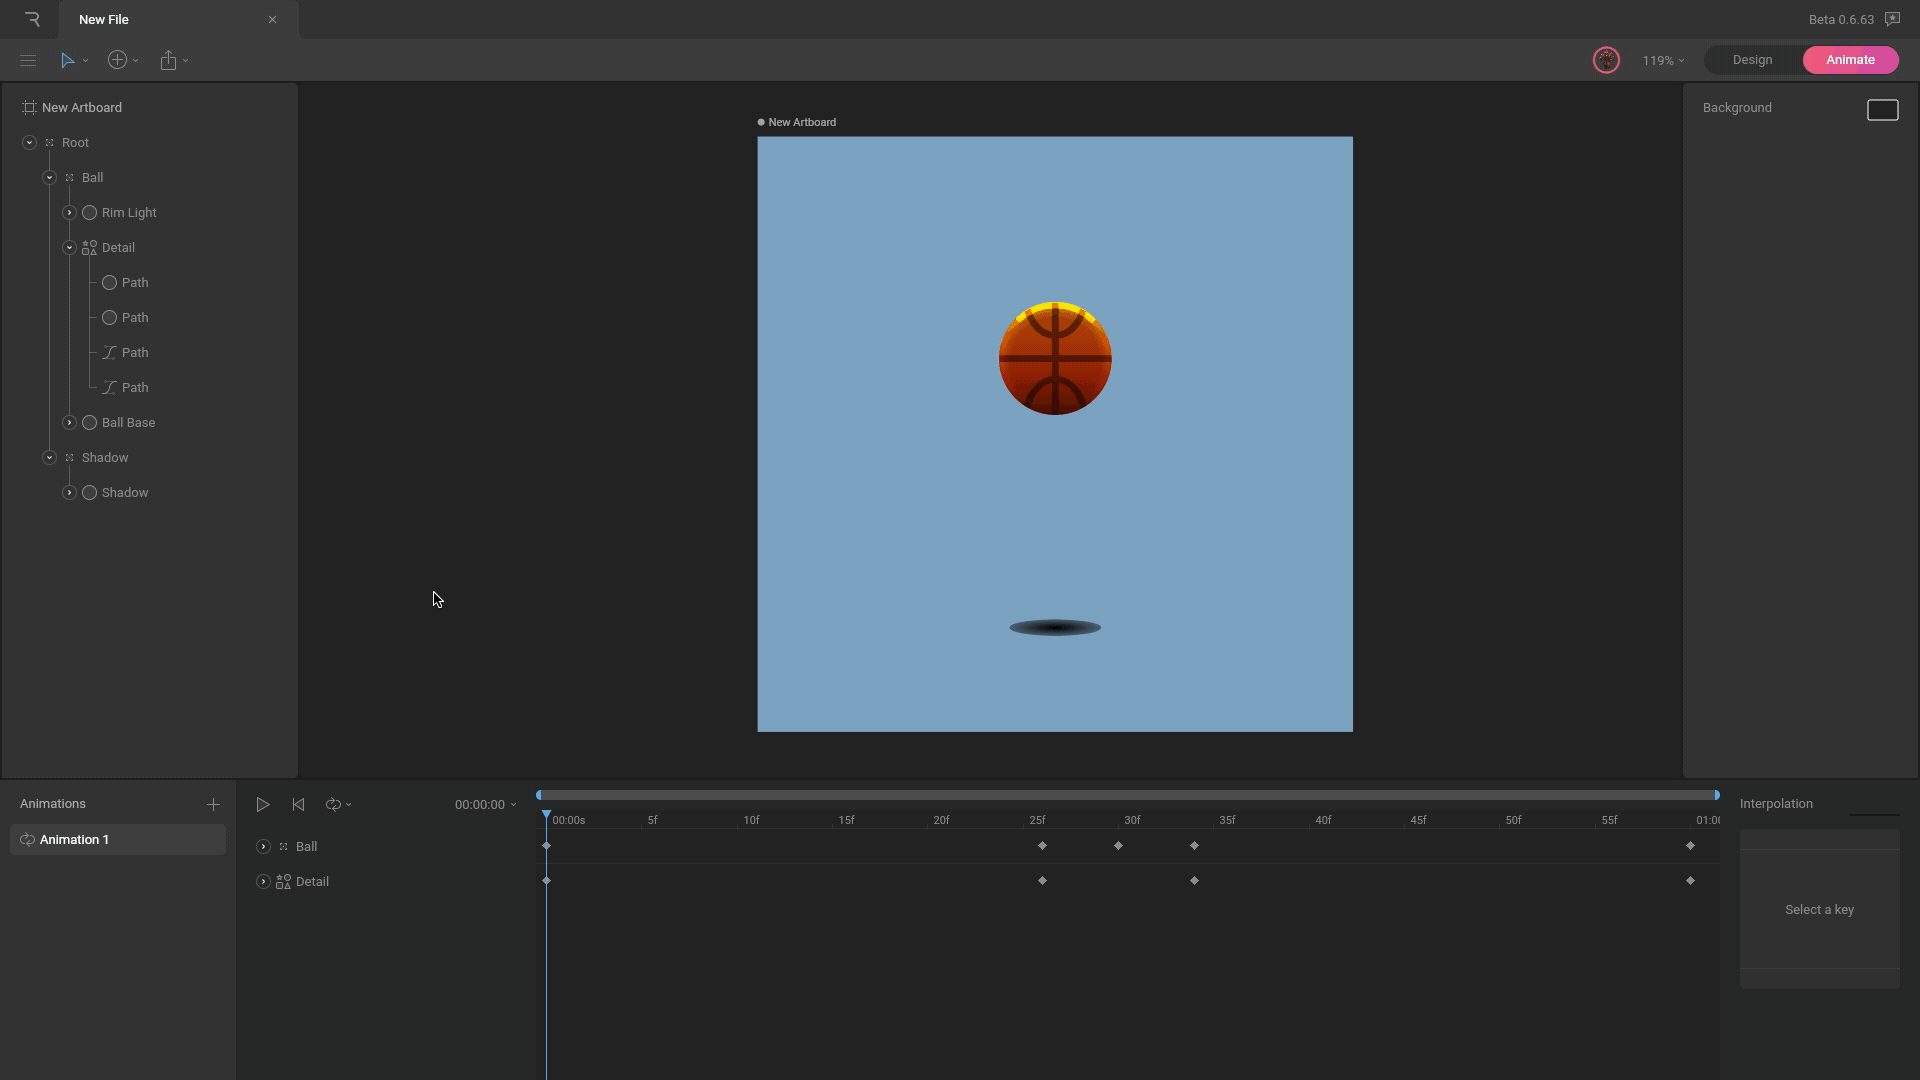 New File
Beta 0.6.63
119%
Design
Animate
New Artboard
Root
Ball
Rim Light
Detail
Path
Path
Path
Path
Ball Base
Shadow
Shadow
New Artboard
Background
Animations
Animation 1
00:00:00
00:00s 5f 10f 15f 20f 25f 30f 35f 40f 45f 50f 55f 01:00
Ball
Detail
Interpolation
Select a key